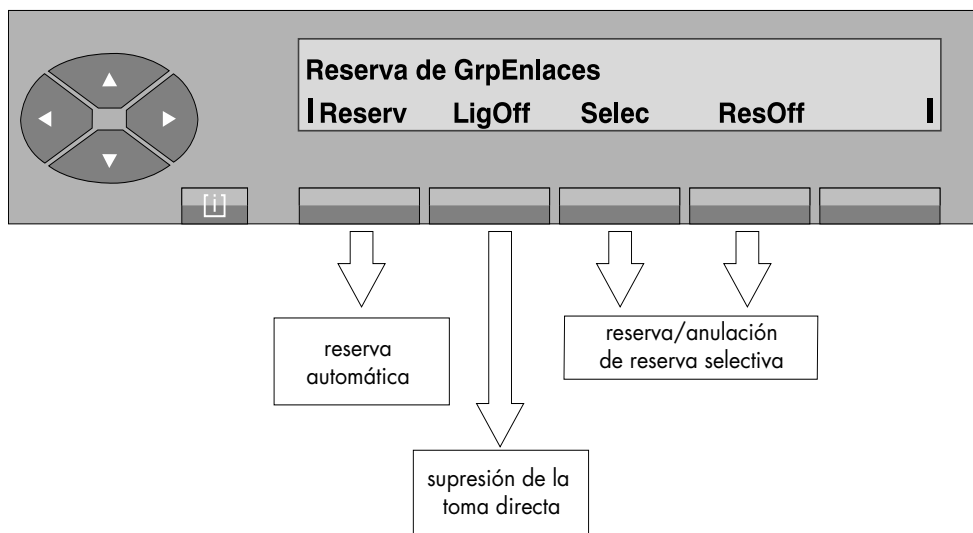 Reserva de GrpEnlaces
Reserv LigOff Selec ResOff
[i]
reserva
automática
reserva/anulación
de reserva selectiva
supresión de la
toma directa